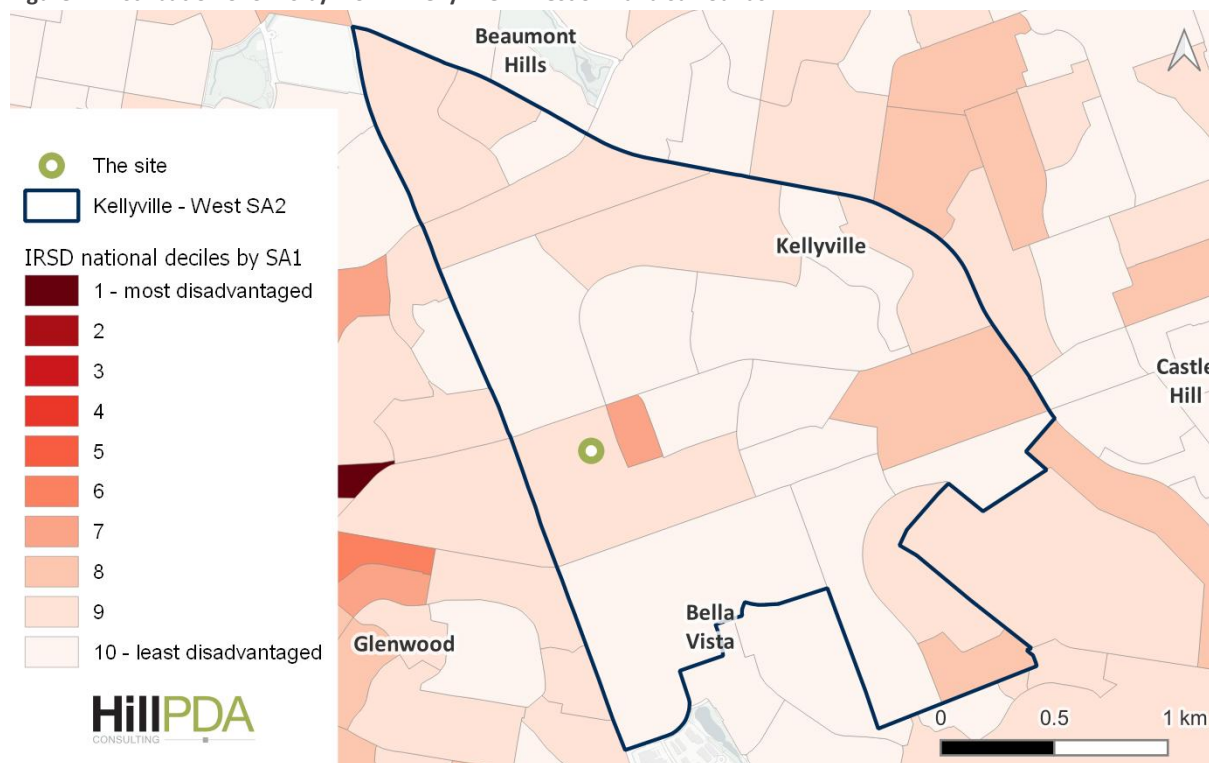 Beaumont
Hills
The site
Kellyville - West SA2
IRSD national deciles by SA1
1 - most disadvantaged
2
3
4
5
6
7
8
9
10 - least disadvantaged
HillPDA
CONSULTING
Kellyville
Castle
Hill
Bella
Vista
Glenwood
0 0.5 1 km